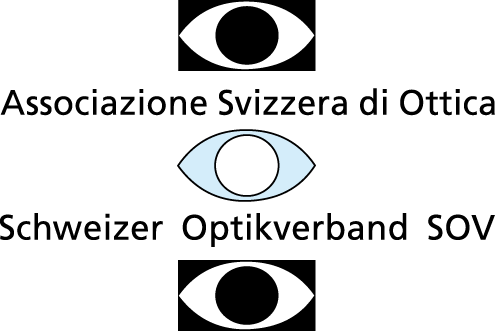 Associazione Svizzera di Ottica
Schweizer Optikverband SOV